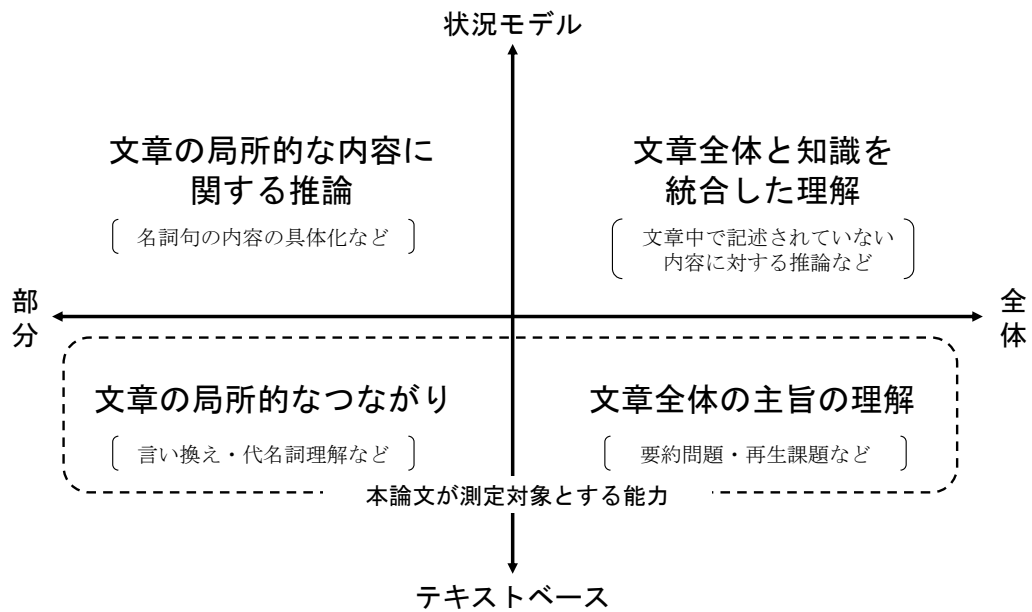 状況モデル
文章の局所的な内容に
関する推論
名詞句の内容の具体化など
文章全体と知識を
統合した理解
文章中で記述されていない
内容に対する推論など
部分
全体
文章の局所的なつながり
言い換え・代名詞理解など
文章全体の主旨の理解
要約問題・再生課題など
本論文が測定対象とする能力
テキストベース